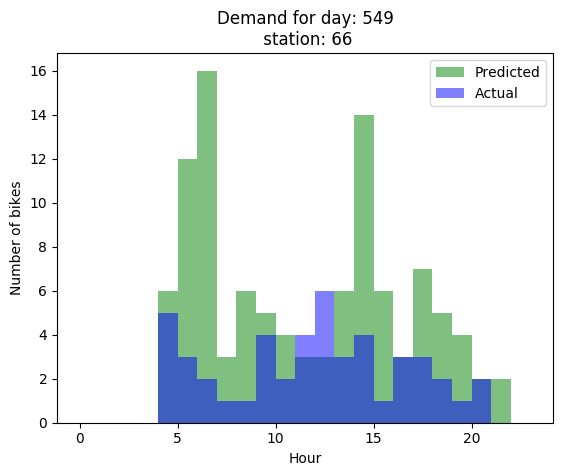 Demand for day: 549
station: 66
Predicted
Actual
16
14
12
10
8
6
4
2
0
Number of bikes
0 5 10 15 20
Hour